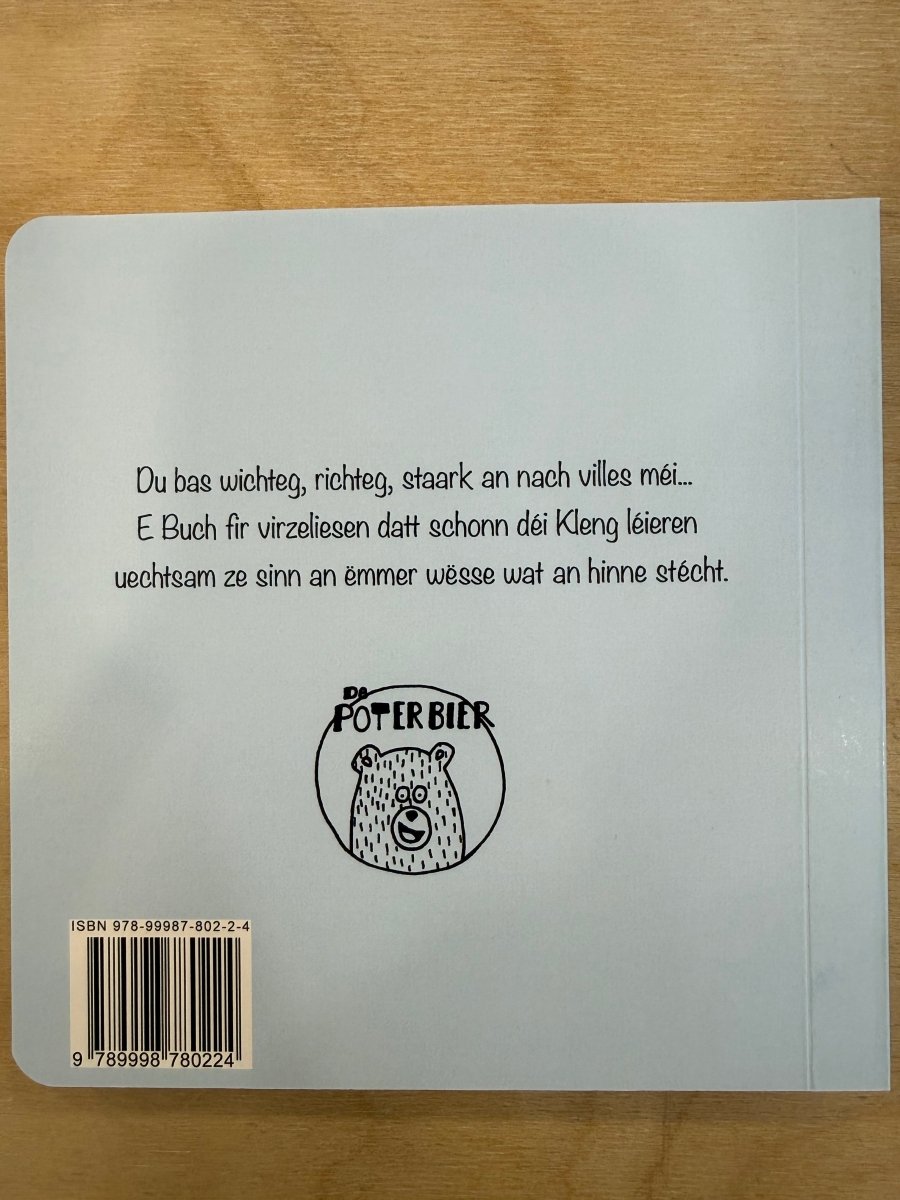 Du bas wichteg, richteg, staark an nach villes méi...
E Buch fir virzeliesen datt schonn déi Kleng léieren
uechtsam ze sinn an ëmmer wësse wat an hinne stécht.
De
POTERBIER
ISBN 978-99987-802-2-4
9 789998 780224